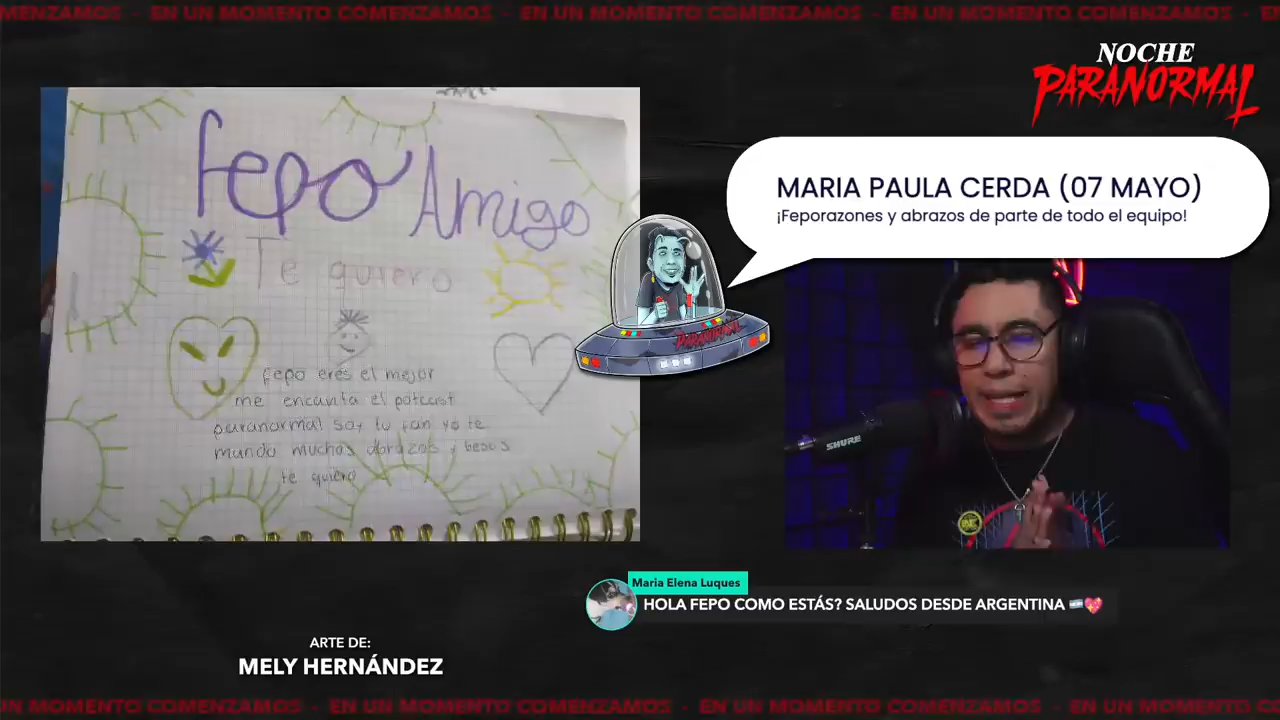 MENTO COMENZAMOS - EN UN MOMENTO COMENZAMOS - EN UN MOMENTO COMENZAMOS - EN UN MOMENTO COMENZAMOS - E
NOCHE
PARANORMAL
MARIA PAULA CERDA (07 MAYO)
¡Feporazones y abrazos de parte de todo el equipo!
fepo Amigo
Te quiero
fepo eres el mejor
me encanta el potcast
paranormal soy tu fan yo te
mando muchos abrazos y besos
te quiero
PARANORMAL
SHURE
Maria Elena Luques
HOLA FEPO COMO ESTÁS? SALUDOS DESDE ARGENTINA 🇦🇷💖
ARTE DE:
MELY HERNÁNDEZ
UN MOMENTO COMENZAMOS - EN UN MOMENTO COMENZAMOS - EN UN MOMENTO COMENZAMOS - EN UN MOMENTO COMENZAMOS